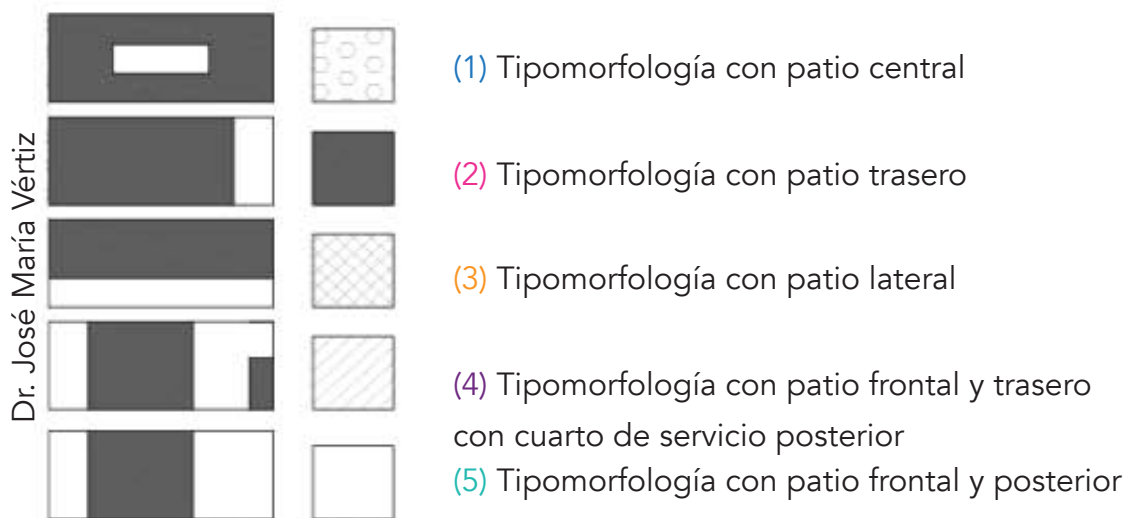 Dr. José María Vértiz
(1) Tipomorfología con patio central
(2) Tipomorfología con patio trasero
(3) Tipomorfología con patio lateral
(4) Tipomorfología con patio frontal y trasero
con cuarto de servicio posterior
(5) Tipomorfología con patio frontal y posterior